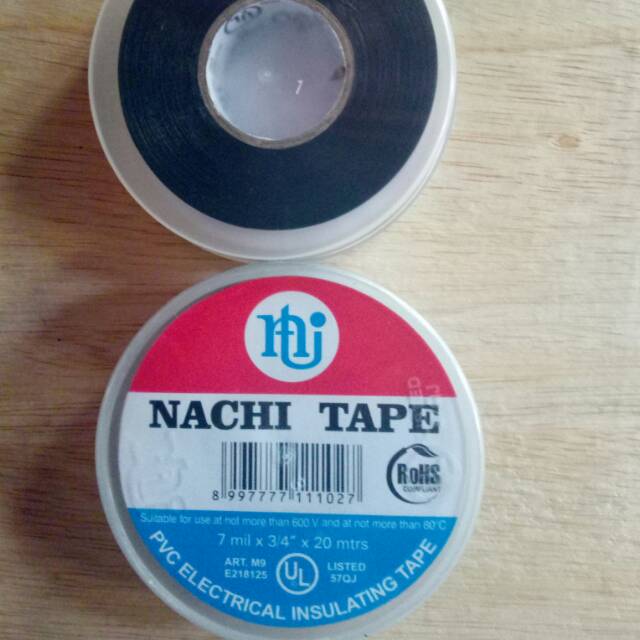 1
NACHI TAPE
8 997777 111027
RoHS
COMPLIANT
Suitable for use at not more than 600 V and at not more than 80°C
7 mil x 3/4" x 20 mtrs
ART. M9
E218125
UL
LISTED
57QJ
PVC ELECTRICAL INSULATING TAPE